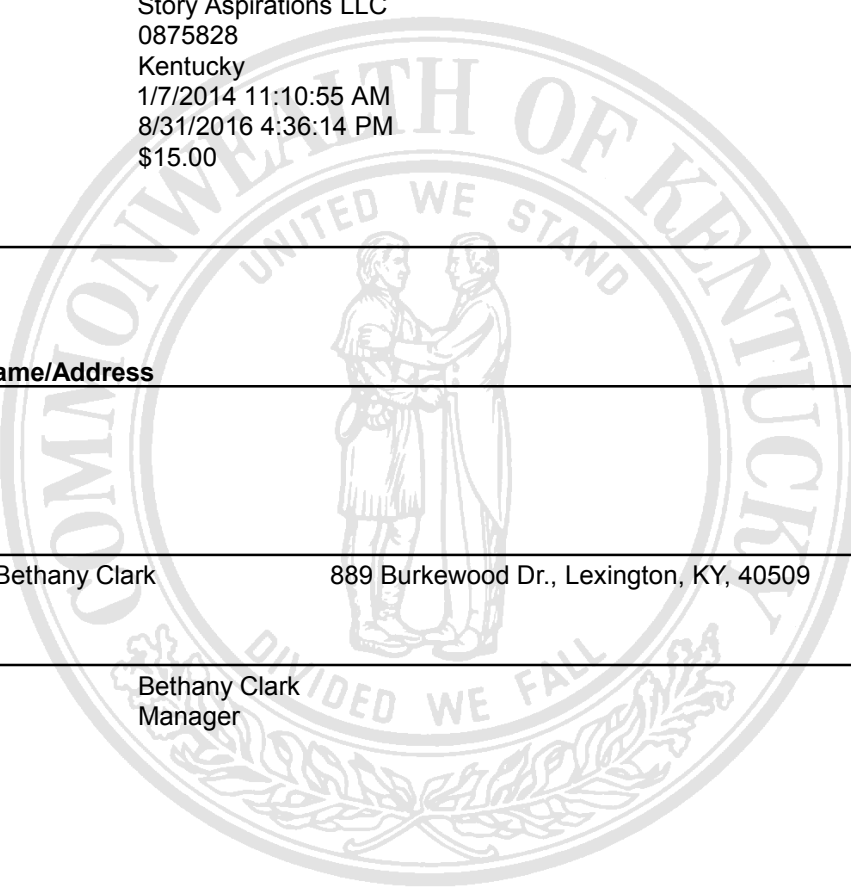 Story Aspirations LLC
0875828
Kentucky
1/7/2014 11:10:55 AM
8/31/2016 4:36:14 PM
$15.00
COMMONWEALTH OF KENTUCKY
UNITED WE STAND
ame/Address
Bethany Clark 889 Burkewood Dr., Lexington, KY, 40509
DIVIDED WE FALL
Bethany Clark
Manager